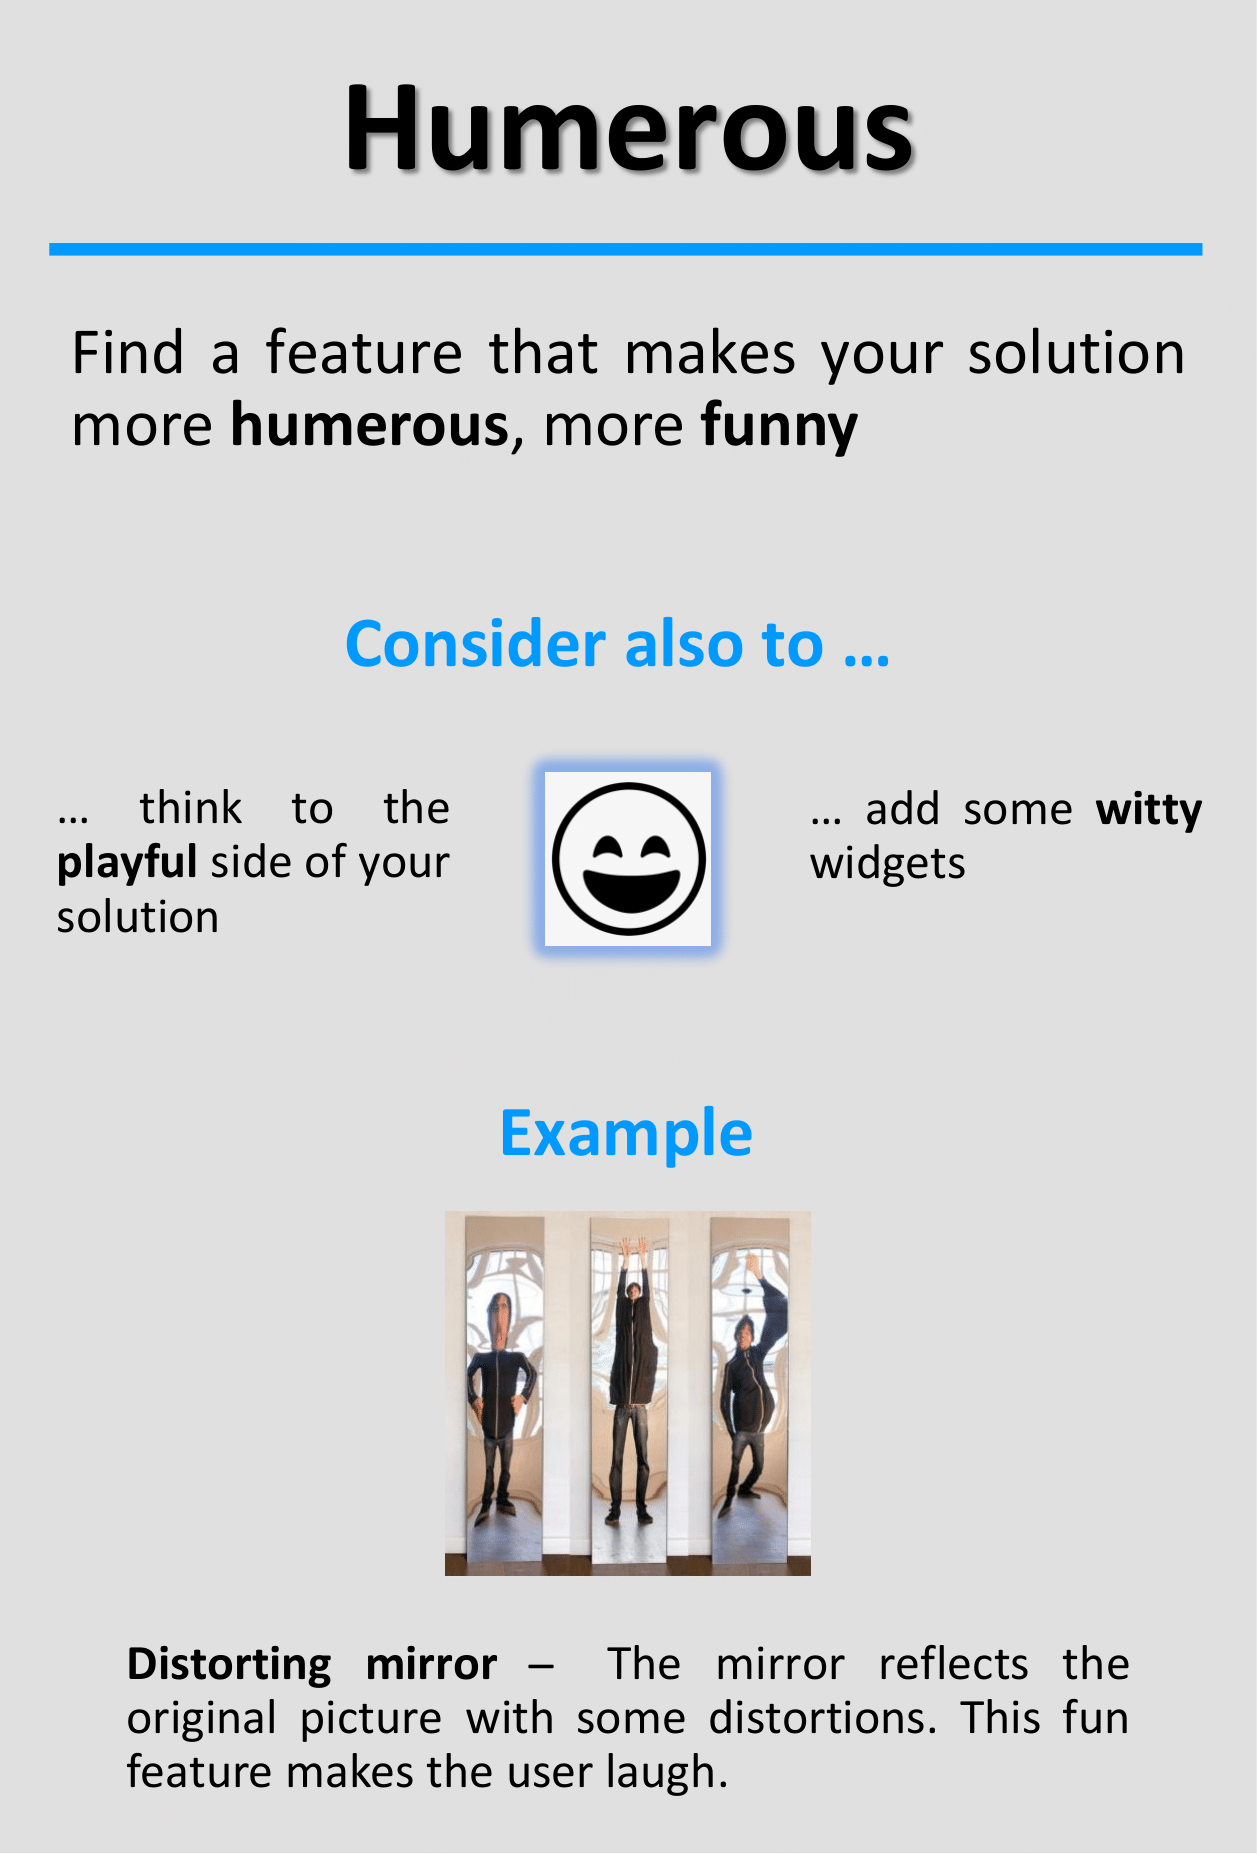 Humerous
Find a feature that makes your solution
more humerous, more funny
Consider also to ...
... think to the
playful side of your
solution
... add some witty
widgets
Example
Distorting mirror – The mirror reflects the
original picture with some distortions. This fun
feature makes the user laugh.